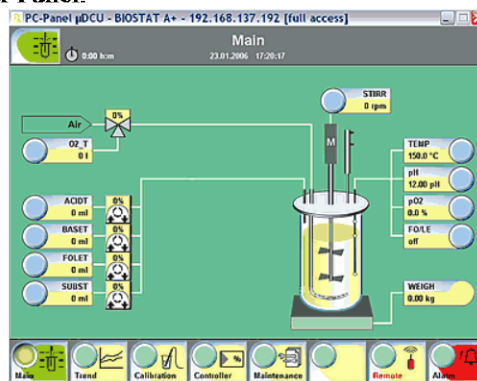 PC-Panel µDCU - BIOSTAT A+ - 192.168.137.192 [full access]
Main
0:00 h:m
23.01.2006 17:20:17
STIRR
0 rpm
0%
Air
O2_T
0 l
M
TEMP
150.0 °C
pH
12.00 pH
pO2
0.0 %
FO/LE
off
ACIDT
0 ml
0%
BASET
0 ml
0%
FOLET
0 ml
0%
SUBST
0 ml
0%
WEIGH
0.00 kg
Main
Trend
Calibration
Controller
%
Maintenance
Remote
Alarm